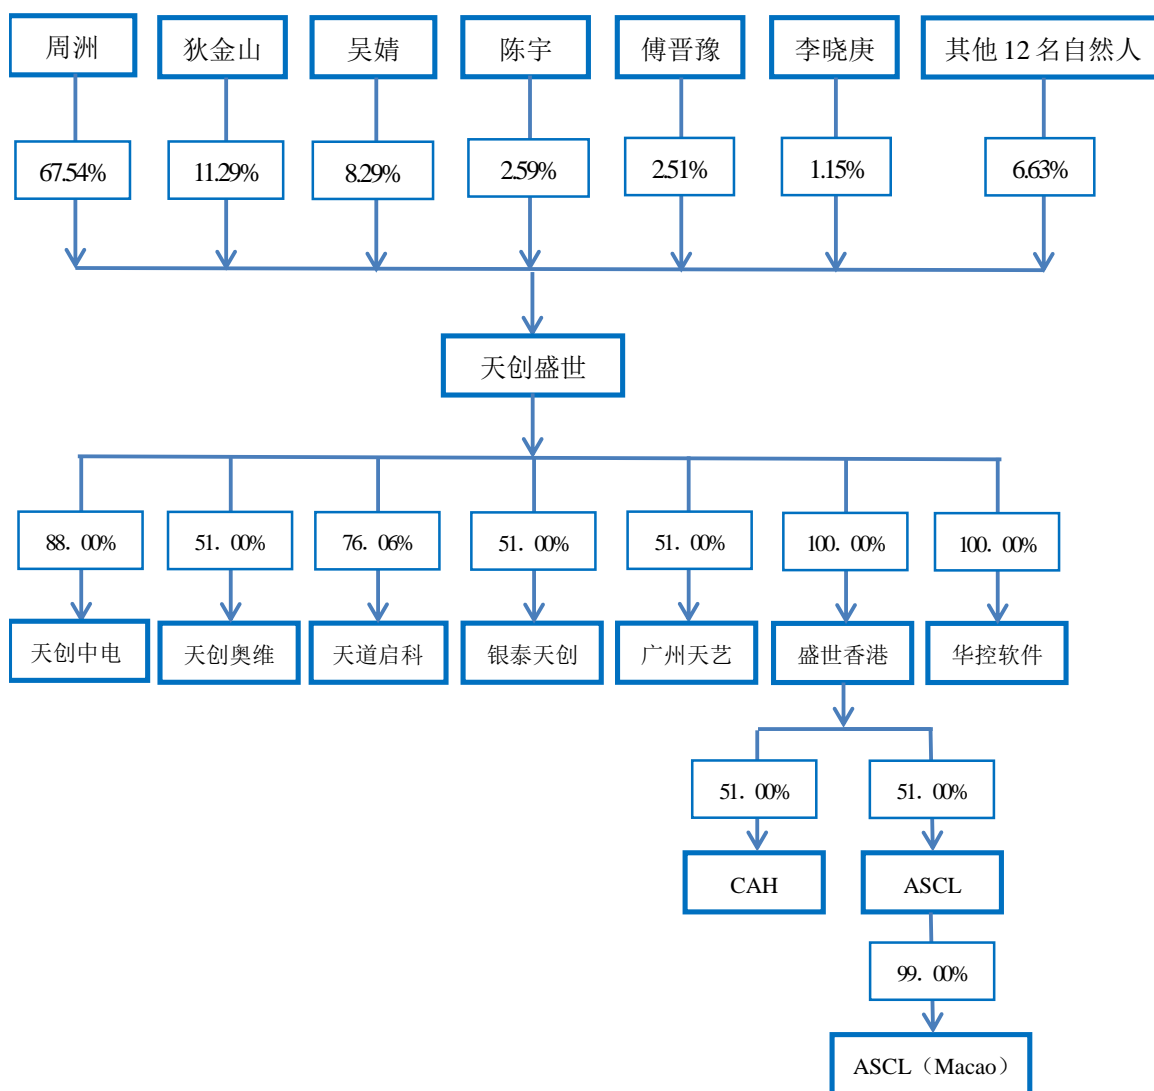 周洲
狄金山
吴婧
陈宇
傅晋豫
李晓庚
其他 12 名自然人
67.54%
11.29%
8.29%
2.59%
2.51%
1.15%
6.63%
天创盛世
88. 00%
51. 00%
76. 06%
51. 00%
51. 00%
100. 00%
100. 00%
天创中电
天创奥维
天道启科
银泰天创
广州天艺
盛世香港
华控软件
51. 00%
51. 00%
CAH
ASCL
99. 00%
ASCL（Macao）